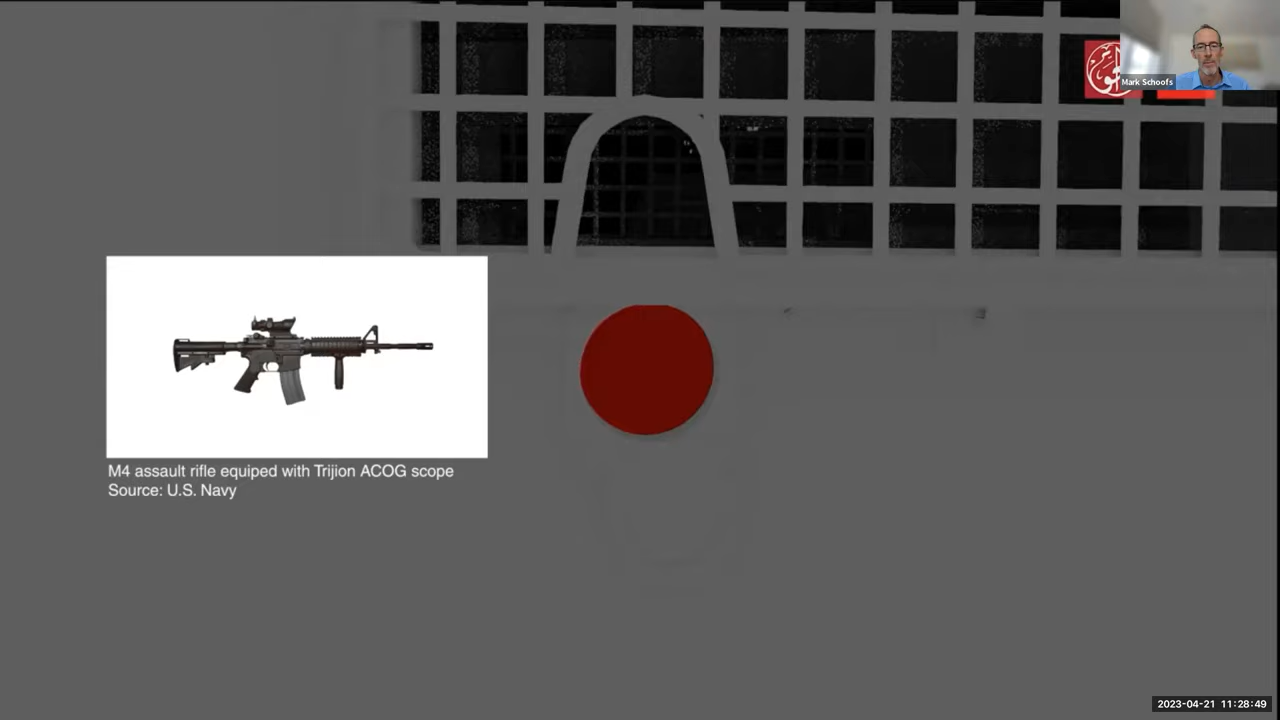 Mark Schoofs
M4 assault rifle equiped with Trijion ACOG scope
Source: U.S. Navy
2023-04-21 11:28:49